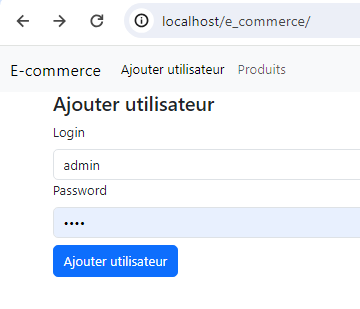 localhost/e_commerce/
E-commerce Ajouter utilisateur Produits
Ajouter utilisateur
Login
admin
Password
••••
Ajouter utilisateur